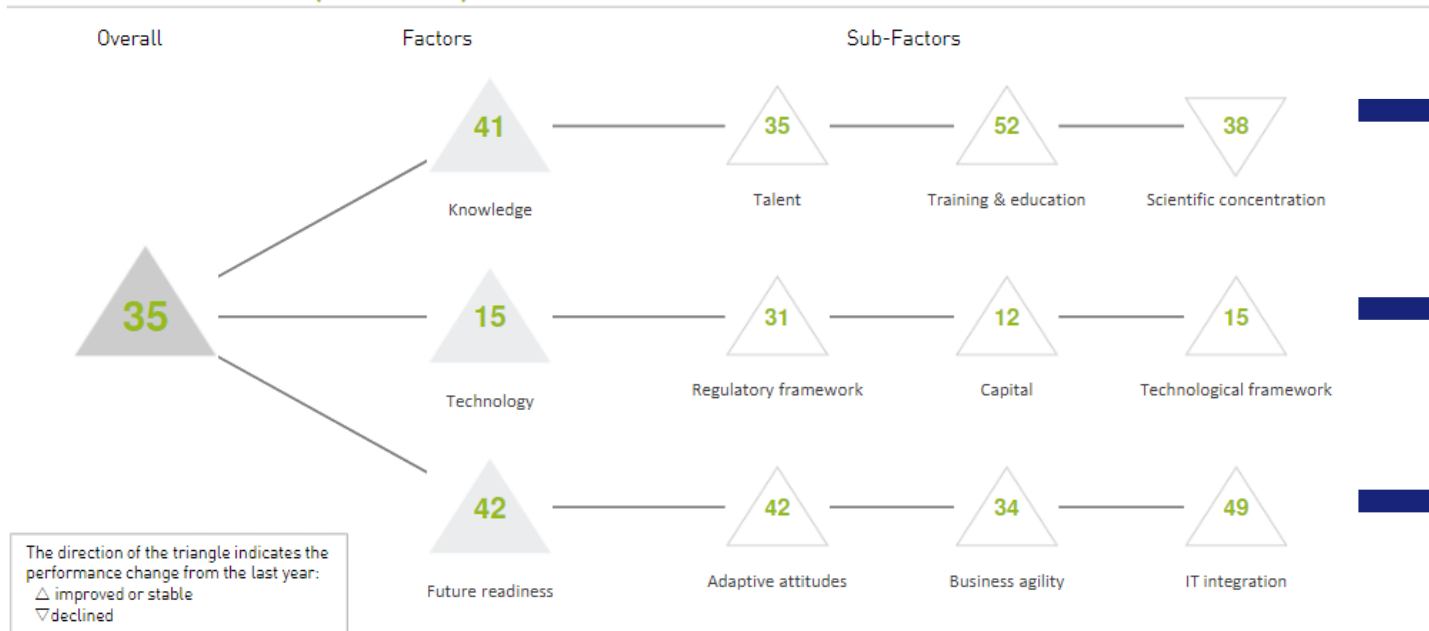 Overall
Factors
Sub-Factors
41
35
52
38
Knowledge
Talent
Training & education
Scientific concentration
35
15
31
12
15
Technology
Regulatory framework
Capital
Technological framework
42
42
34
49
Future readiness
Adaptive attitudes
Business agility
IT integration
The direction of the triangle indicates the
performance change from the last year:
△ improved or stable
▽declined